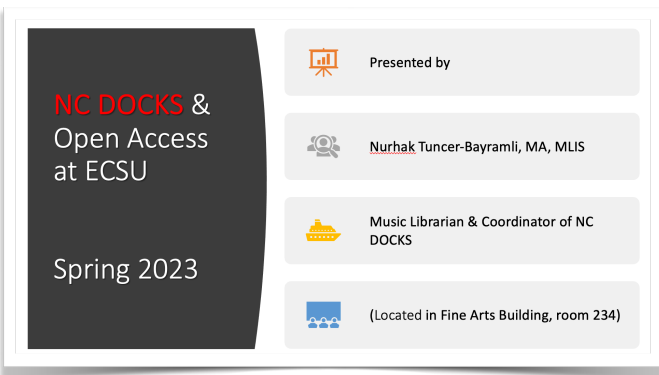 NC DOCKS &
Open Access
at ECSU
Spring 2023
Presented by
Nurhak Tuncer-Bayramli, MA, MLIS
Music Librarian & Coordinator of NC
DOCKS
(Located in Fine Arts Building, room 234)